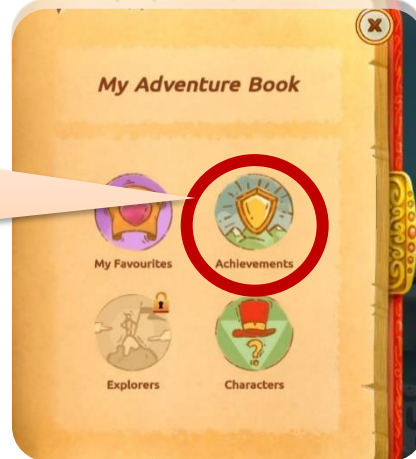 My Adventure Book
My Favourites
Achievements
Explorers
Characters